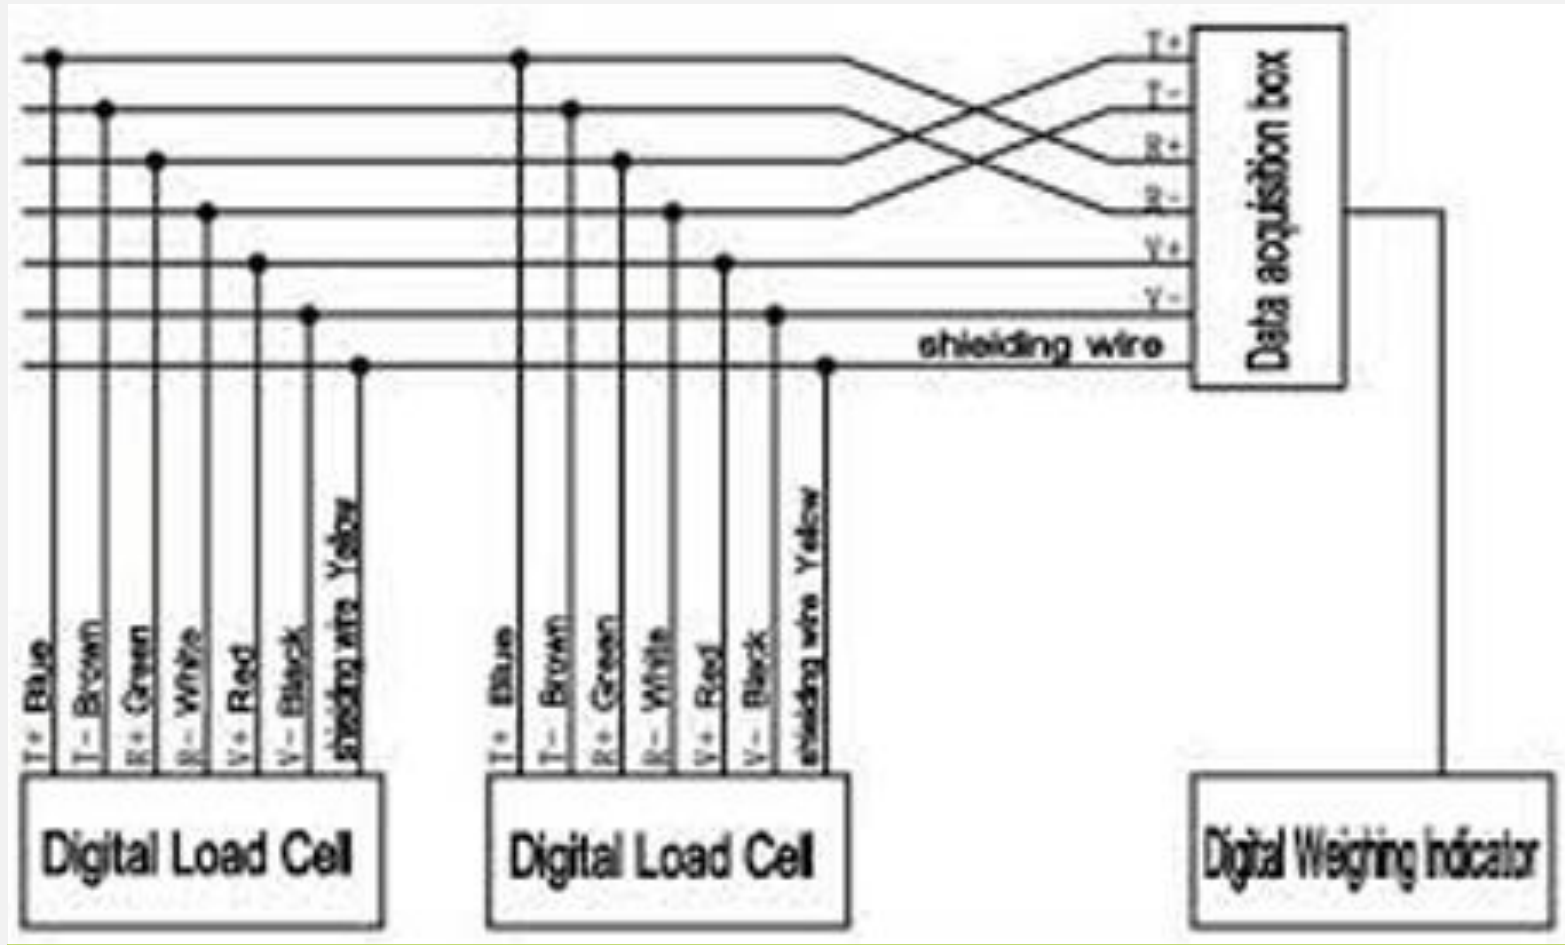 T+
T-
R+
R-
V+
V-
shielding wire
Data acquisition box
T+ Blue
T- Brown
R+ Green
R- White
V+ Red
V- Black
shielding wire Yellow
T+ Blue
T- Brown
R+ Green
R- White
V+ Red
V- Black
shielding wire Yellow
Digital Load Cell
Digital Load Cell
Digital Weighing Indicator